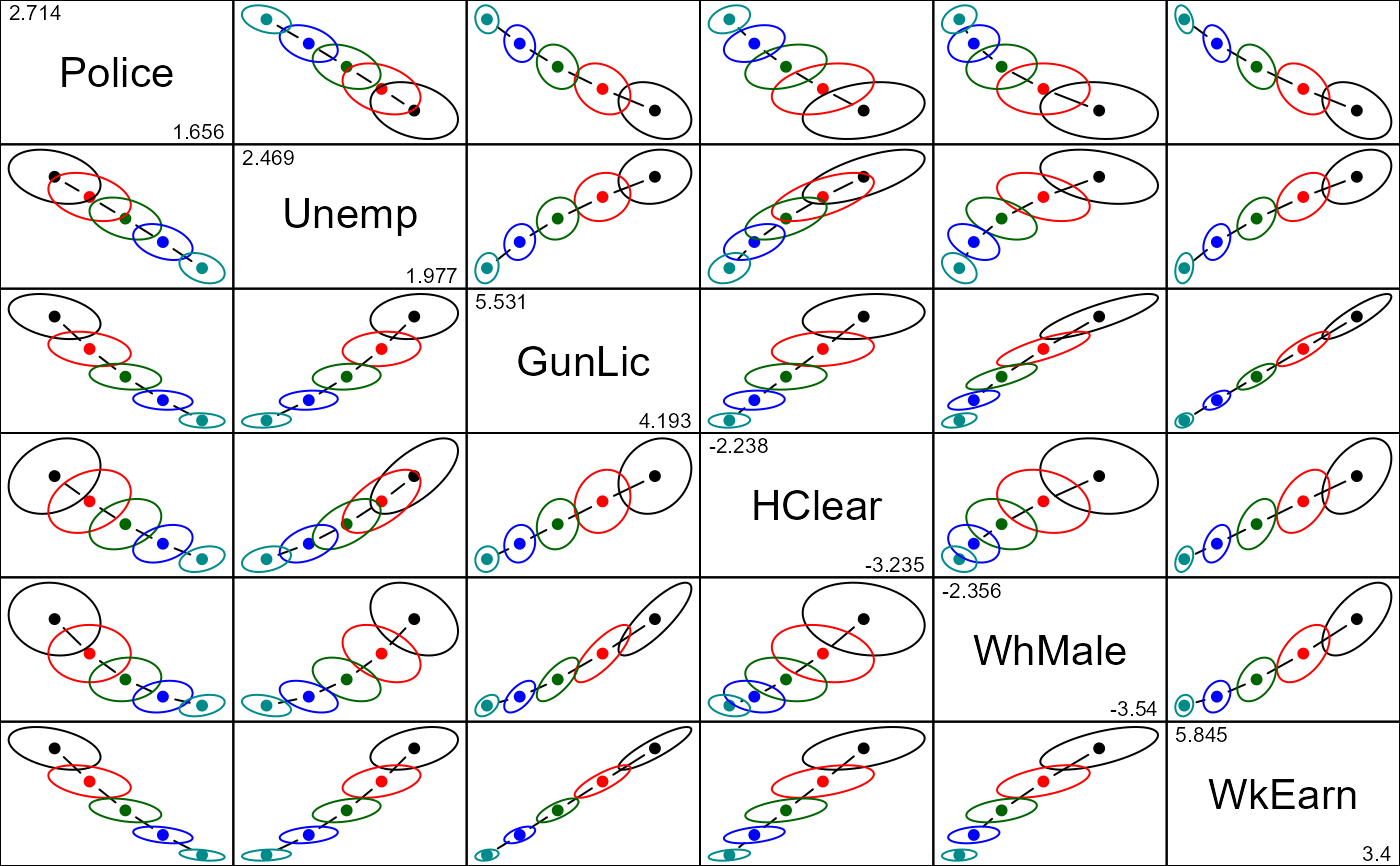 2.714
Police
1.656
2.469
Unemp
1.977
5.531
GunLic
4.193
-2.238
HClear
-3.235
-2.356
WhMale
-3.54
5.845
WkEarn
3.4